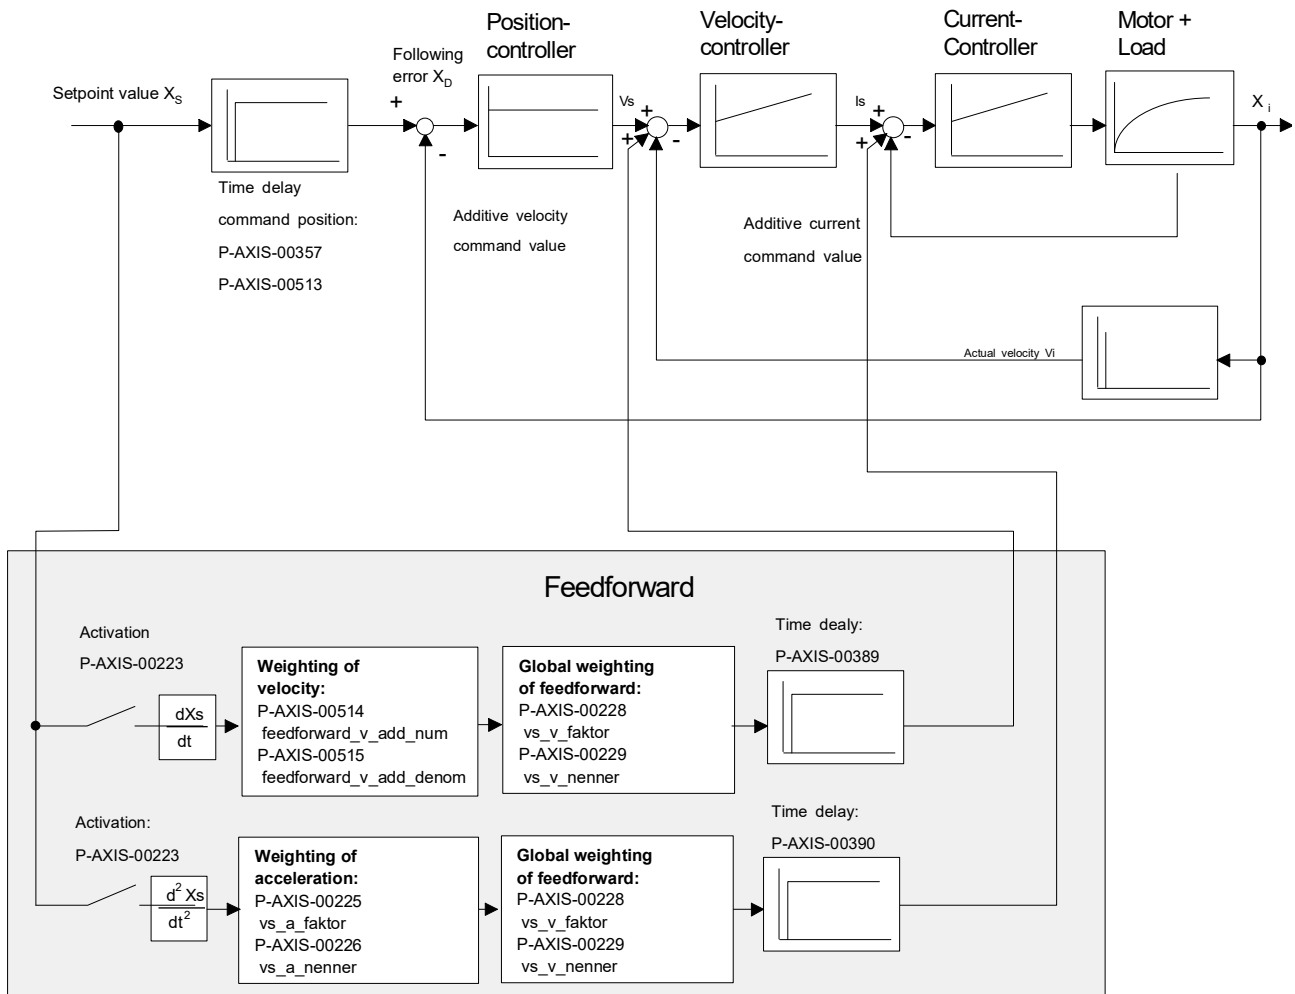 Position-
controller
Velocity-
controller
Current-
Controller
Motor +
Load
Following
error X_D
Setpoint value X_S
+
-
Vs
+
+
-
Is
+
+
-
X i
Time delay
command position:
P-AXIS-00357
P-AXIS-00513
Additive velocity
command value
Additive current
command value
Actual velocity Vi
Feedforward
Activation
P-AXIS-00223
dXs
dt
Weighting of
velocity:
P-AXIS-00514
feedforward_v_add_num
P-AXIS-00515
feedforward_v_add_denom
Global weighting
of feedforward:
P-AXIS-00228
vs_v_faktor
P-AXIS-00229
vs_v_nenner
Time dealy:
P-AXIS-00389
Activation:
P-AXIS-00223
d² Xs
dt²
Weighting of
acceleration:
P-AXIS-00225
vs_a_faktor
P-AXIS-00226
vs_a_nenner
Global weighting
of feedforward:
P-AXIS-00228
vs_v_faktor
P-AXIS-00229
vs_v_nenner
Time delay:
P-AXIS-00390